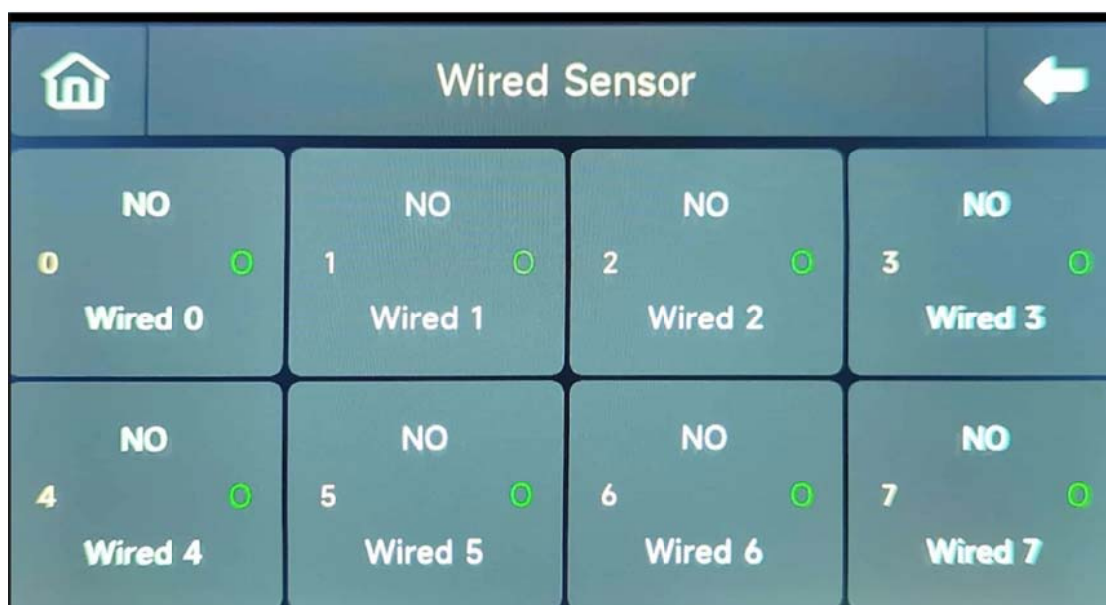 Wired Sensor
NO
0 O
Wired 0
NO
1 O
Wired 1
NO
2 O
Wired 2
NO
3 O
Wired 3
NO
4 O
Wired 4
NO
5 O
Wired 5
NO
6 O
Wired 6
NO
7 O
Wired 7